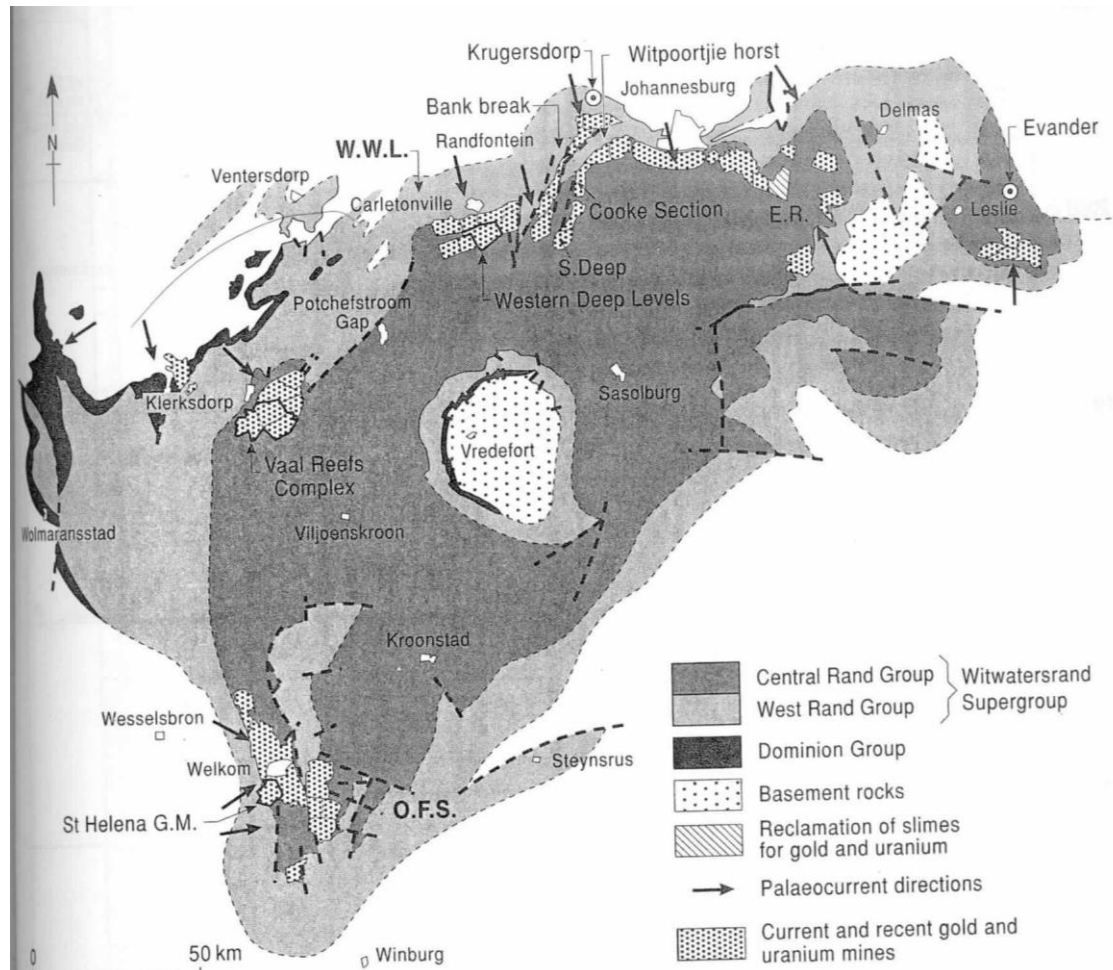 Krugersdorp
Witpoortjie horst
Johannesburg
Bank break
Delmas
Randfontein
Evander
N
W.W.L.
Ventersdorp
Carletonville
Cooke Section
E.R.
Leslie
S.Deep
Western Deep Levels
Potchefstroom
Gap
Sasolburg
Klerksdorp
Vredefort
Vaal Reefs
Complex
Viljoenskroon
Wolmaransstad
Kroonstad
Central Rand Group
West Rand Group
Witwatersrand
Supergroup
Wesselsbron
Dominion Group
Steynsrus
Welkom
Basement rocks
St Helena G.M.
O.F.S.
Reclamation of slimes
for gold and uranium
Palaeocurrent directions
Current and recent gold and
uranium mines
0
50 km
Winburg